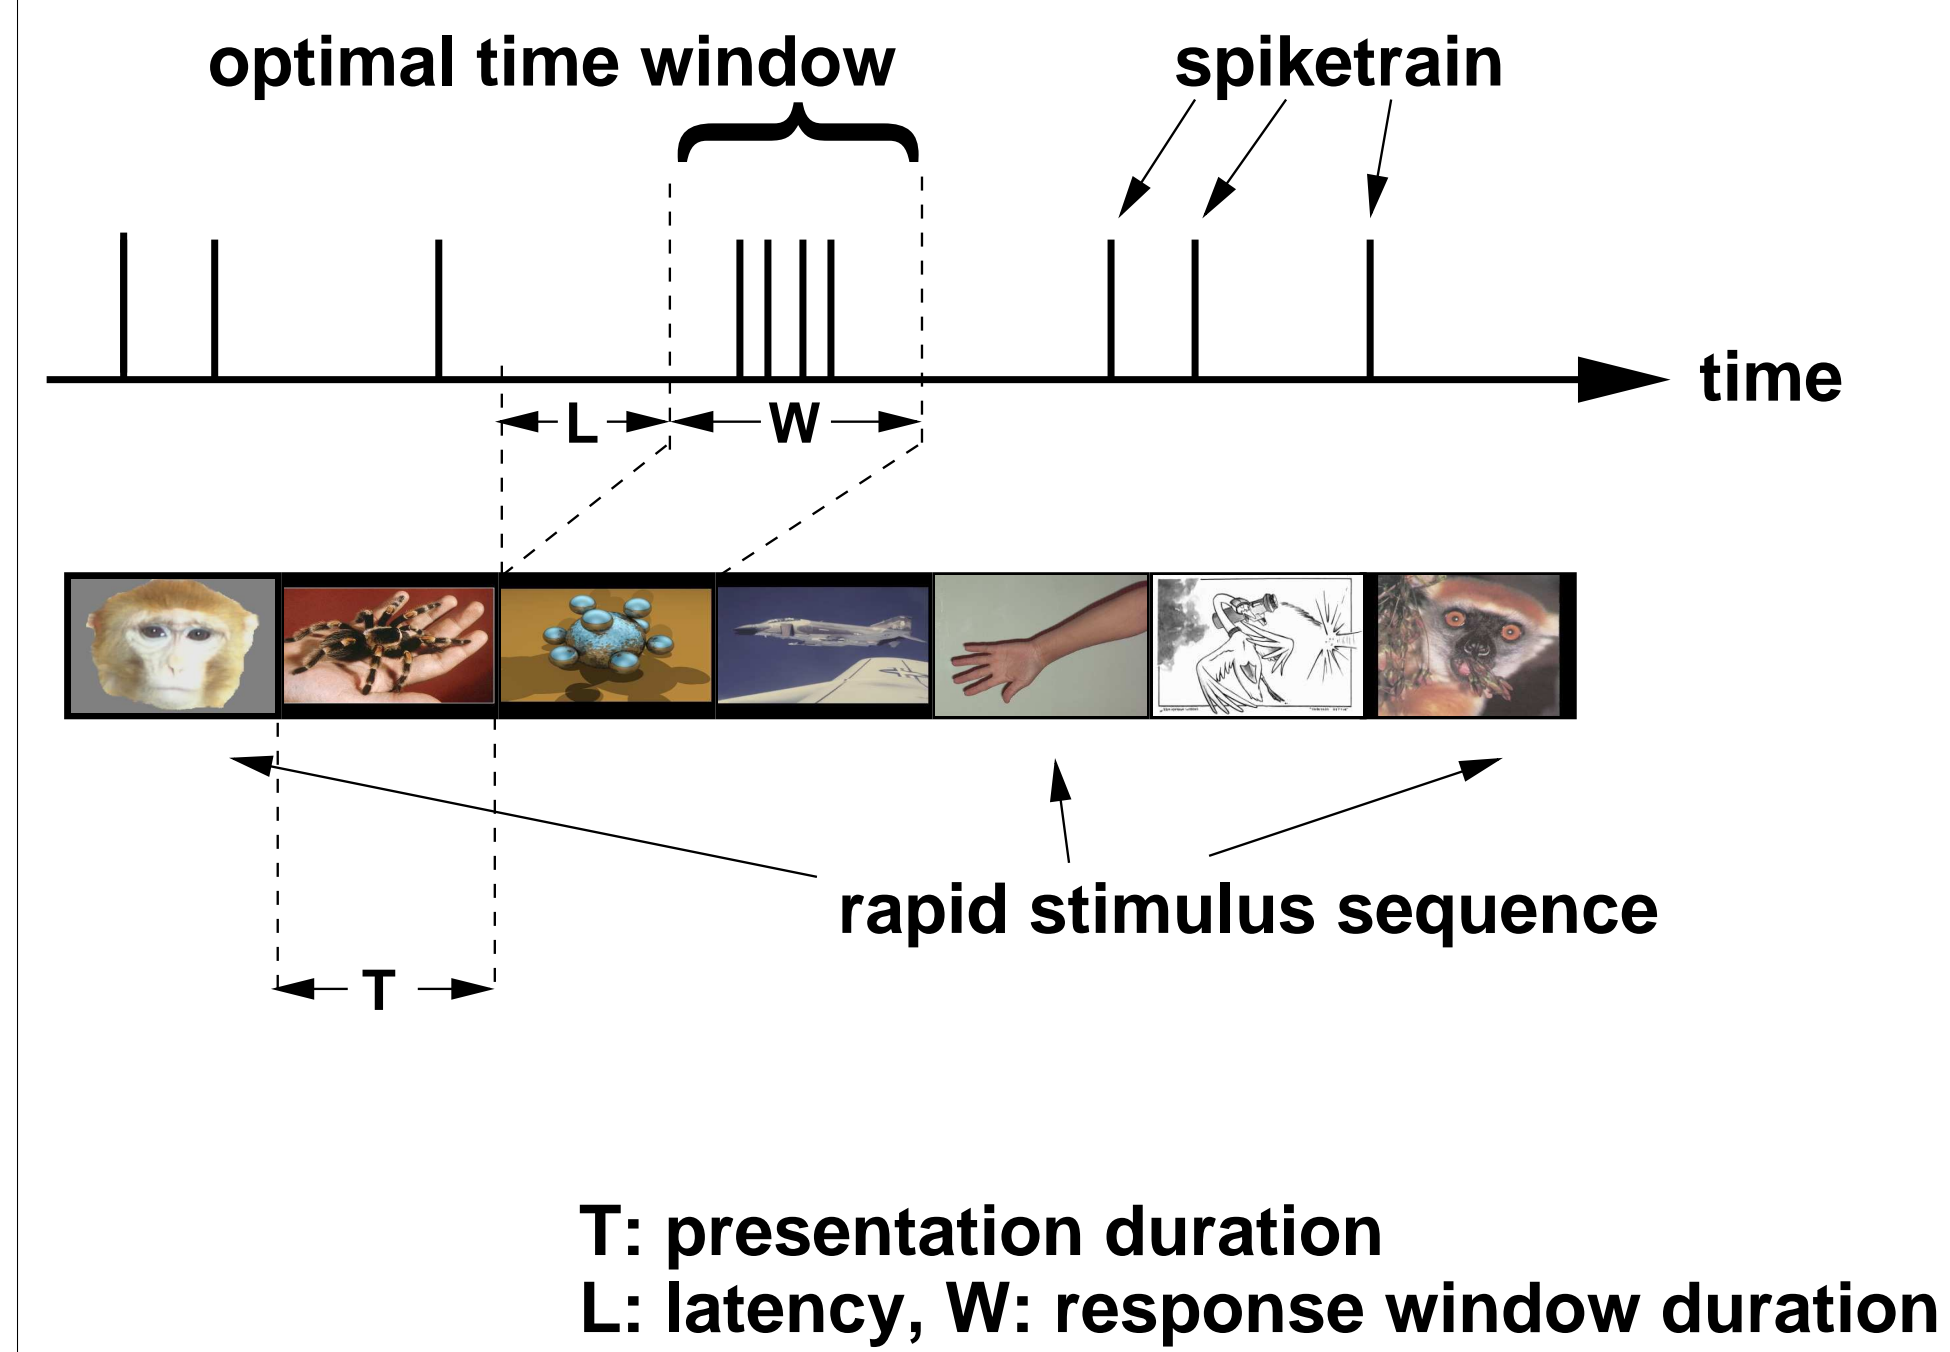 optimal time window
spiketrain
time
L
W
rapid stimulus sequence
T
T: presentation duration
L: latency, W: response window duration